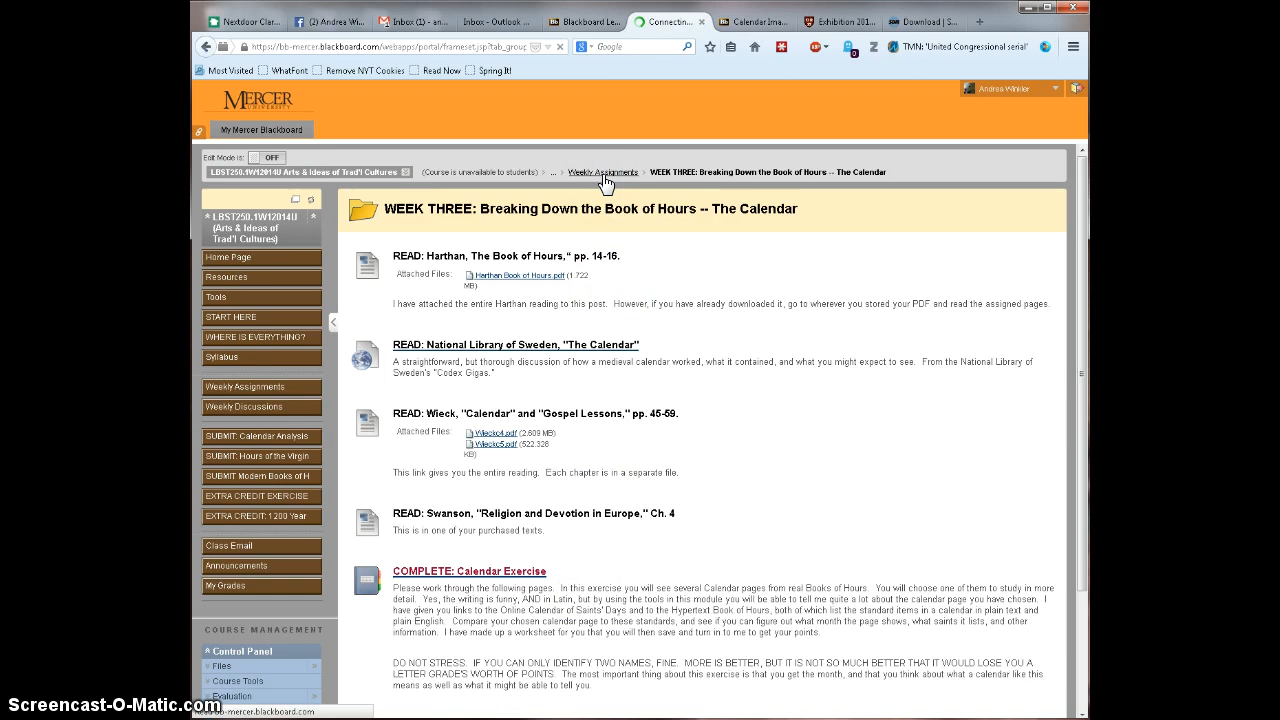 Nextdoor Clar...
(2) Andrea Wi...
Inbox (1) - an...
Inbox - Outlook ...
Blackboard Le...
Connectin...
Calendar Ima...
Exhibition 201...
Download | S...
https://bb-mercer.blackboard.com/webapps/portal/frameset.jsp?tab_group
Google
TMN: 'United Congressional serial'
Most Visited
WhatFont
Remove NYT Cookies
Read Now
Spring It!
MERCER
UNIVERSITY
Andrea Winkler
My Mercer Blackboard
Edit Mode is:
OFF
LBST250.1W12014U Arts & Ideas of Trad'l Cultures
(Course is unavailable to students)
...
Weekly Assignments
WEEK THREE: Breaking Down the Book of Hours -- The Calendar
LBST250.1W12014U
(Arts & Ideas of
Trad'l Cultures)
Home Page
Resources
Tools
START HERE
WHERE IS EVERYTHING?
Syllabus
Weekly Assignments
Weekly Discussions
SUBMIT: Calendar Analysis
SUBMIT: Hours of the Virgin
SUBMIT Modern Books of H
EXTRA CREDIT EXERCISE
EXTRA CREDIT: 1200 Year
Class Email
Announcements
My Grades
COURSE MANAGEMENT
Control Panel
Files
Course Tools
Evaluation
WEEK THREE: Breaking Down the Book of Hours -- The Calendar
READ: Harthan, The Book of Hours," pp. 14-16.
Attached Files:
Harthan Book of Hours.pdf (1.722
MB)
I have attached the entire Harthan reading to this post. However, if you have already downloaded it, go to wherever you stored your PDF and read the assigned pages.
READ: National Library of Sweden, "The Calendar"
A straightforward, but thorough discussion of how a medieval calendar worked, what it contained, and what you might expect to see. From the National Library of
Sweden's "Codex Gigas."
READ: Wieck, "Calendar" and "Gospel Lessons," pp. 45-59.
Attached Files:
Wieckc4.pdf (2.609 MB)
Wieckc5.pdf (522.326
KB)
This link gives you the entire reading. Each chapter is in a separate file.
READ: Swanson, "Religion and Devotion in Europe," Ch. 4
This is in one of your purchased texts.
COMPLETE: Calendar Exercise
Please work through the following pages. In this exercise you will see several Calendar pages from real Books of Hours. You will choose one of them to study in more
detail. Yes, the writing is funny, AND in Latin, but by using the tools in this module you will be able to tell me quite a lot about the calendar page you have chosen. I
have given you links to the Online Calendar of Saints' Days and to the Hypertext Book of Hours, both of which list the standard items in a calendar in plain text and
plain English. Compare your chosen calendar page to these standards, and see if you can figure out what month the page shows, what saints it lists, and other
information. I have made up a worksheet for you that you will then save and turn in to me to get your points.
DO NOT STRESS. IF YOU CAN ONLY IDENTIFY TWO NAMES, FINE. MORE IS BETTER, BUT IT IS NOT SO MUCH BETTER THAT IT WOULD LOSE YOU A
LETTER GRADE'S WORTH OF POINTS. The most important thing about this exercise is that you get the month, and that you think about what a calendar like this
means as well as what it might be able to tell you.
Read bb-mercer.blackboard.com
Screencast-O-Matic.com